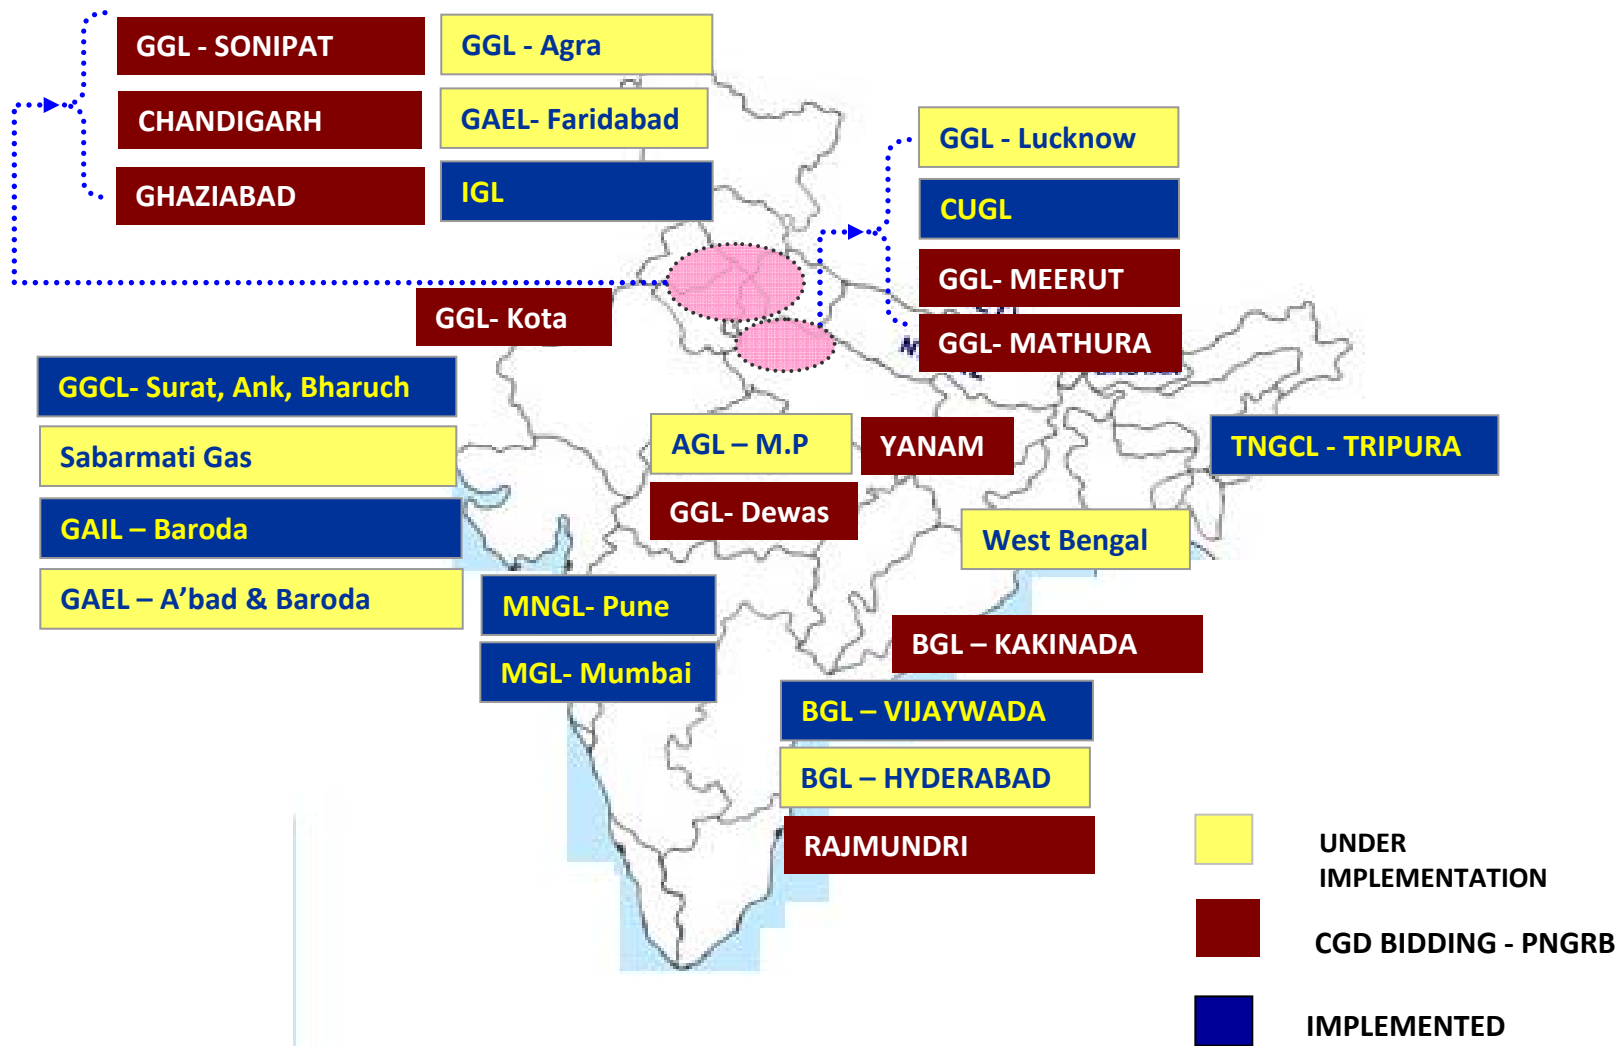 GGL - SONIPAT
GGL - Agra
CHANDIGARH
GAEL- Faridabad
GHAZIABAD
IGL
GGL - Lucknow
CUGL
GGL- MEERUT
GGL- MATHURA
GGL- Kota
GGCL- Surat, Ank, Bharuch
Sabarmati Gas
GAIL – Baroda
GAEL – A’bad & Baroda
AGL – M.P
YANAM
GGL- Dewas
TNGCL - TRIPURA
West Bengal
MNGL- Pune
MGL- Mumbai
BGL – KAKINADA
BGL – VIJAYWADA
BGL – HYDERABAD
RAJMUNDRI
UNDER
IMPLEMENTATION
CGD BIDDING - PNGRB
IMPLEMENTED